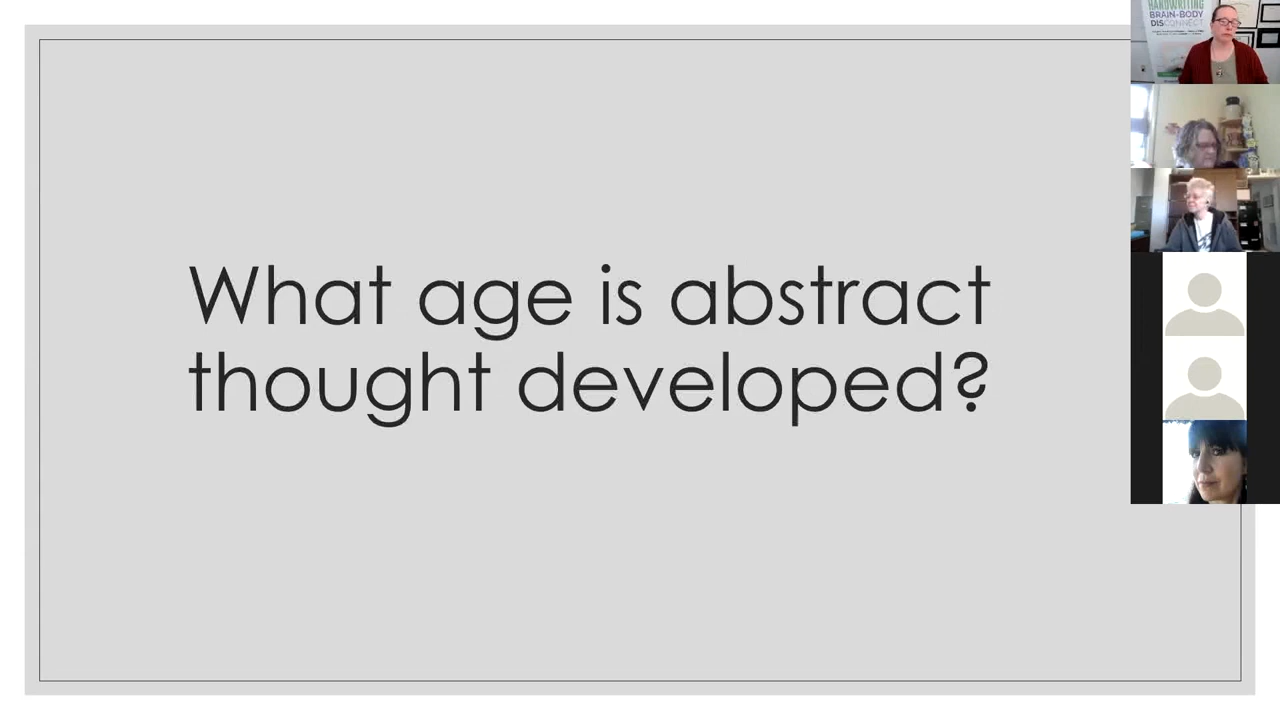 What age is abstract
thought developed?
HANDWRITING
BRAIN-BODY
DISCONNECT